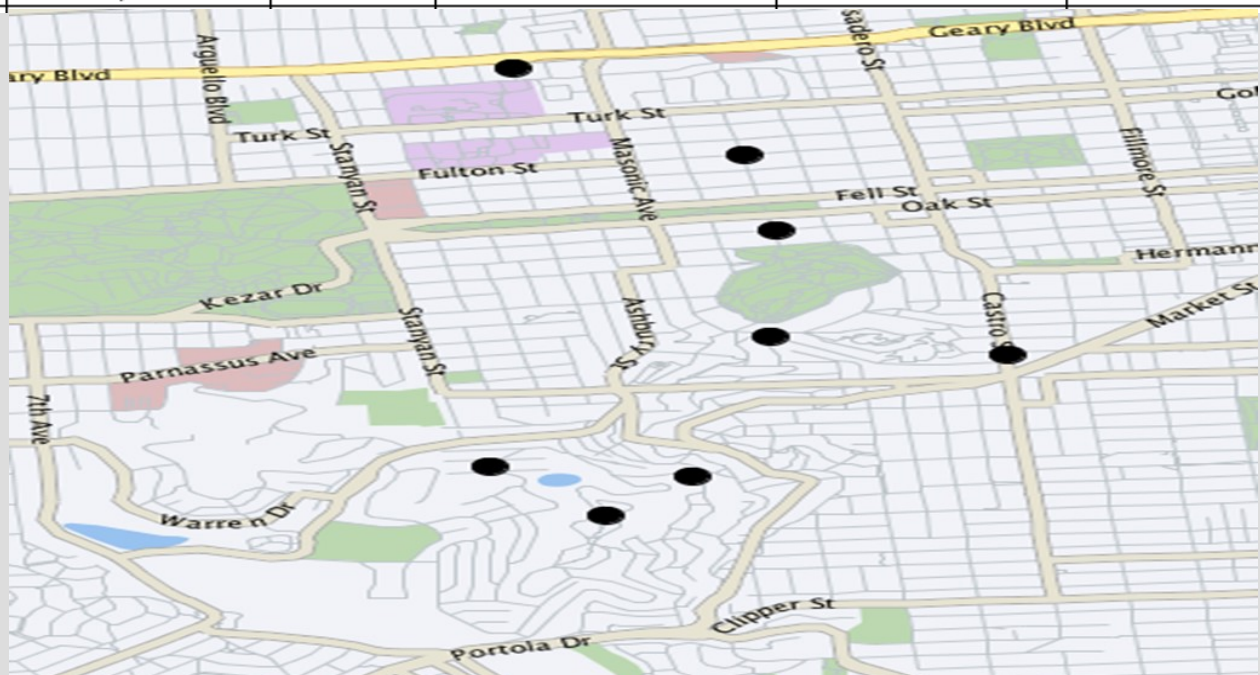 sadero St
Geary Blvd
ary Blvd
Arguello Blvd
Turk St
Gol
Turk St
Stanyan St
Masonic Ave
Fillmore St
Fulton St
Fell St
Oak St
Hermann
Kezar Dr
Market St
Ashbury St
Castro S
Stanyan St
Parnassus Ave
7th Ave
Warren Dr
Clipper St
Portola Dr